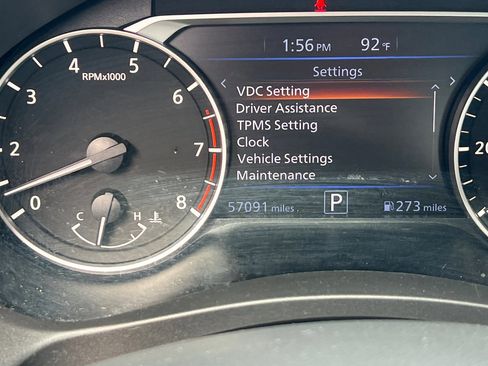 1:56 PM 92°F
Settings
VDC Setting
Driver Assistance
TPMS Setting
Clock
Vehicle Settings
Maintenance
57091 miles P 273 miles
RPMx1000
0
2
3
4
5
6
7
8
C H
20